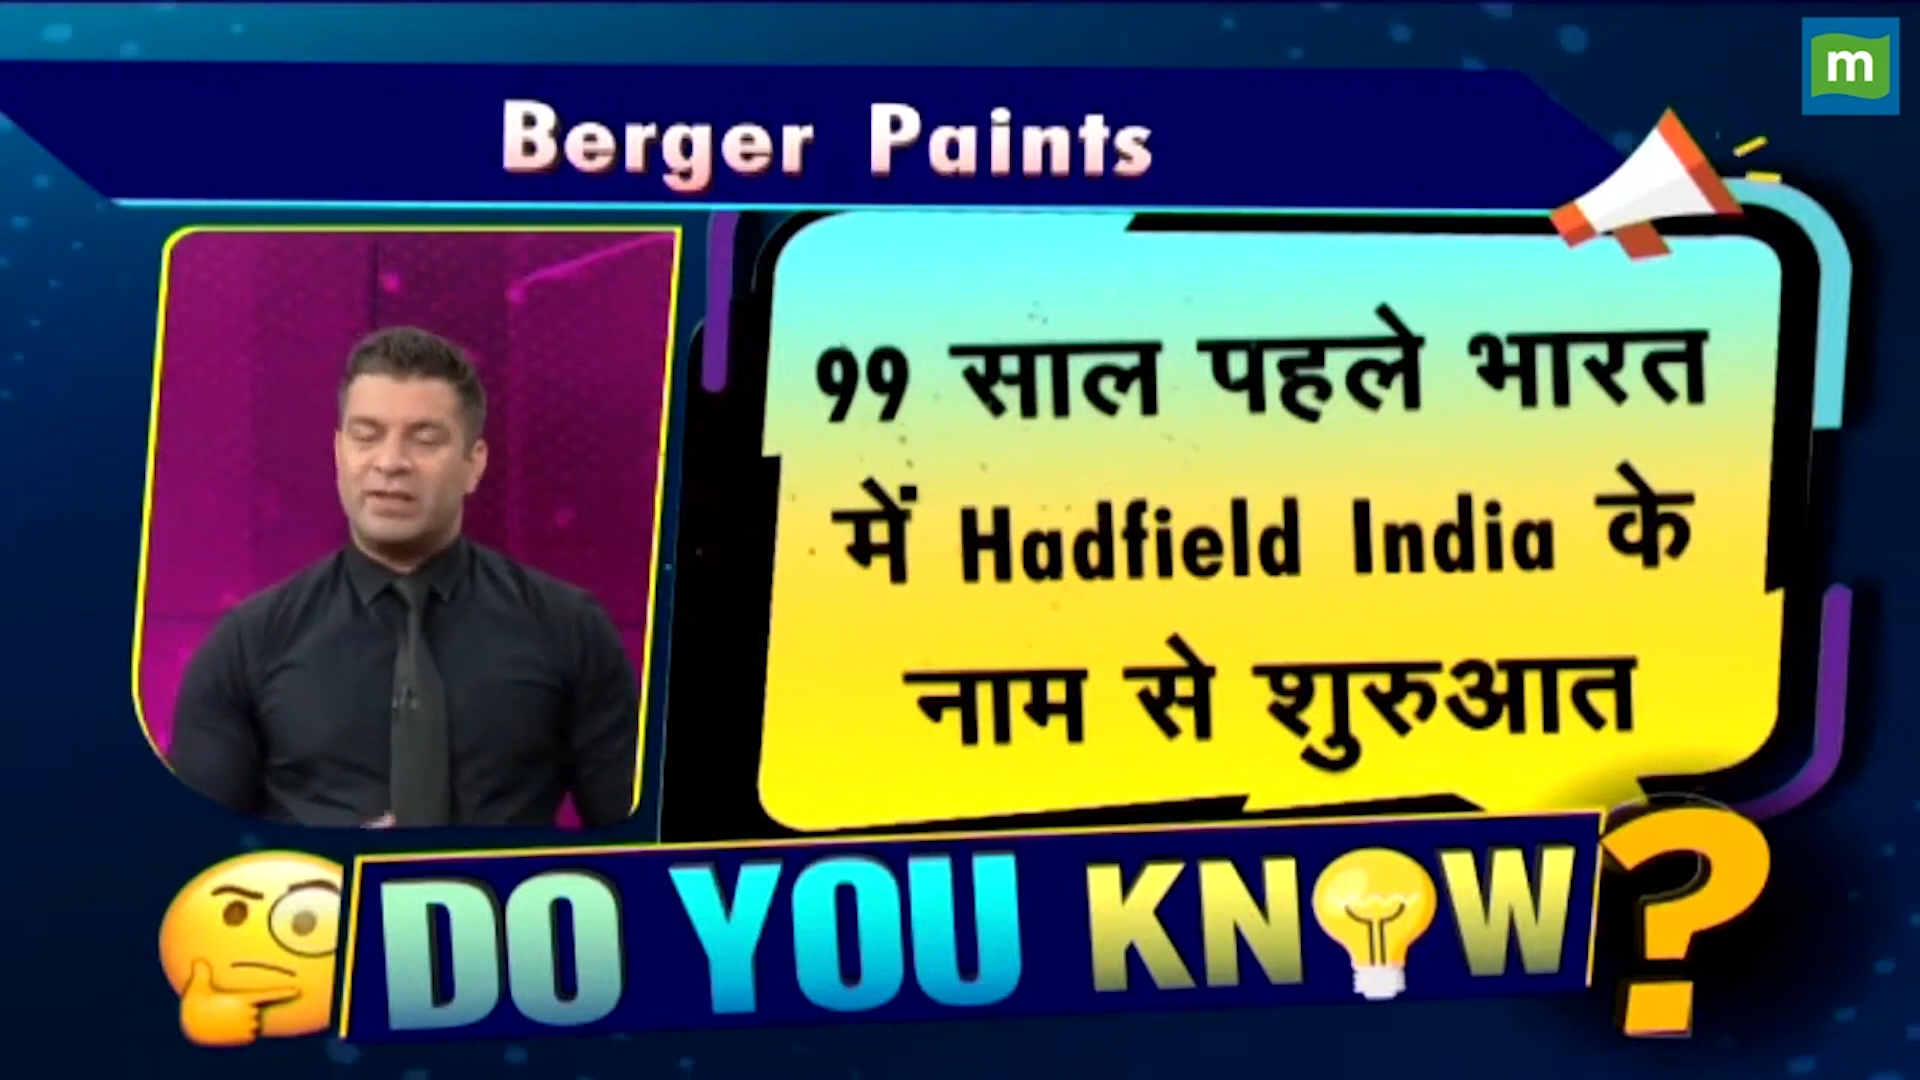 m
Berger Paints
99 साल पहले भारत
में Hadfield India के
नाम से शुरुआत
DO YOU KNOW?